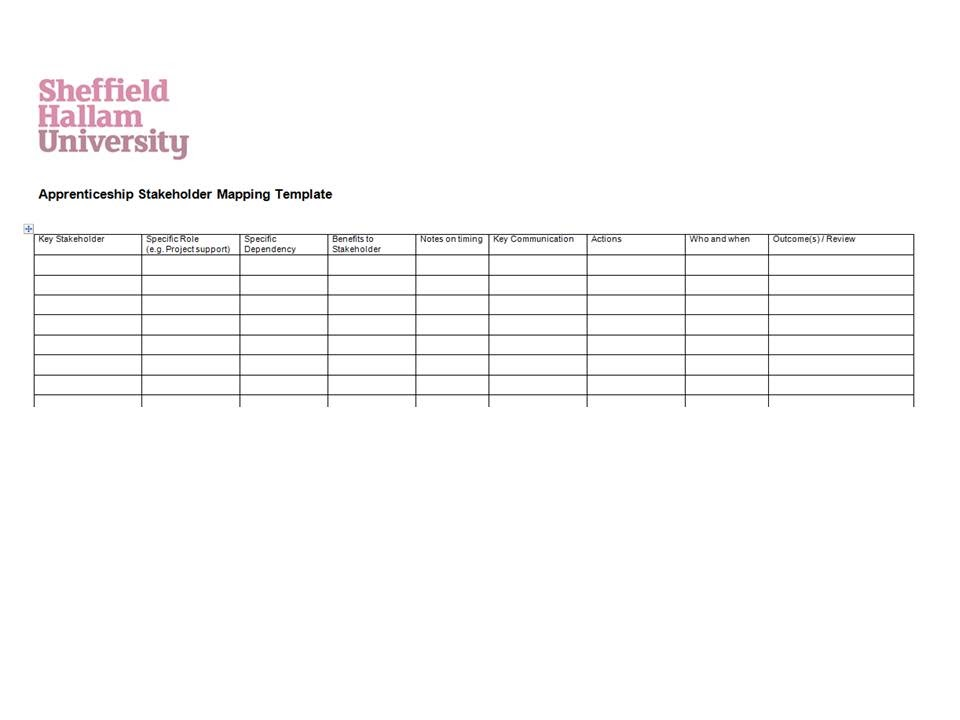 Sheffield
Hallam
University
Apprenticeship Stakeholder Mapping Template
Key Stakeholder
Specific Role
(e.g. Project support)
Specific
Dependency
Benefits to
Stakeholder
Notes on timing
Key Communication
Actions
Who and when
Outcome(s) / Review